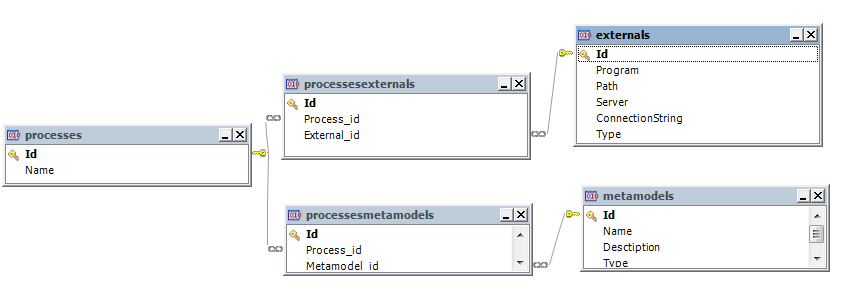 processes
Id
Name
processesexternals
Id
Process_id
External_id
externals
Id
Program
Path
Server
ConnectionString
Type
processesmetamodels
Id
Process_id
Metamodel_id
metamodels
Id
Name
Desctiption
Type